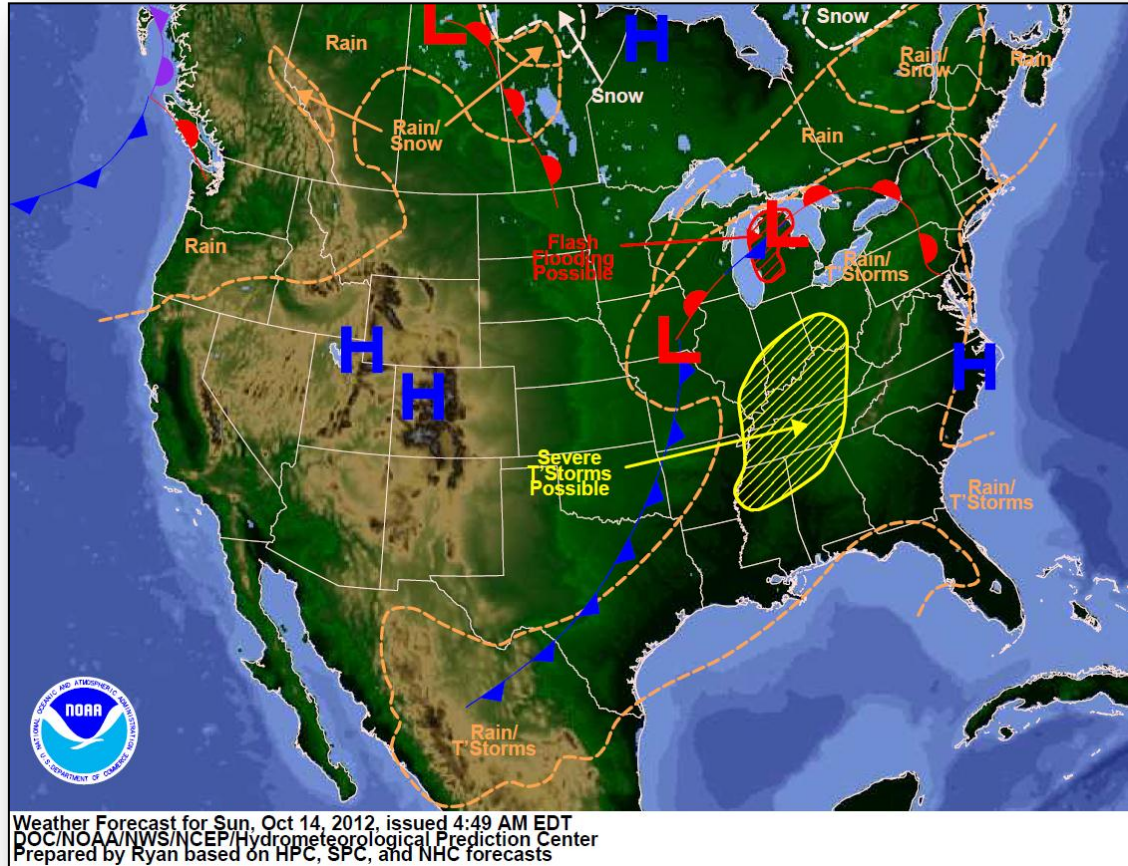 Snow
Rain
L
H
Rain/
Snow
Rain
Snow
Rain/
Snow
Rain
L
Flash
Flooding
Possible
Rain
Rain/
T'Storms
L
H
H
H
Severe
T'Storms
Possible
Rain/
T'Storms
NATIONAL OCEANIC AND ATMOSPHERIC ADMINISTRATION
NOAA
U.S. DEPARTMENT OF COMMERCE
Rain/
T'Storms
Weather Forecast for Sun, Oct 14, 2012, issued 4:49 AM EDT
DOC/NOAA/NWS/NCEP/Hydrometeorological Prediction Center
Prepared by Ryan based on HPC, SPC, and NHC forecasts